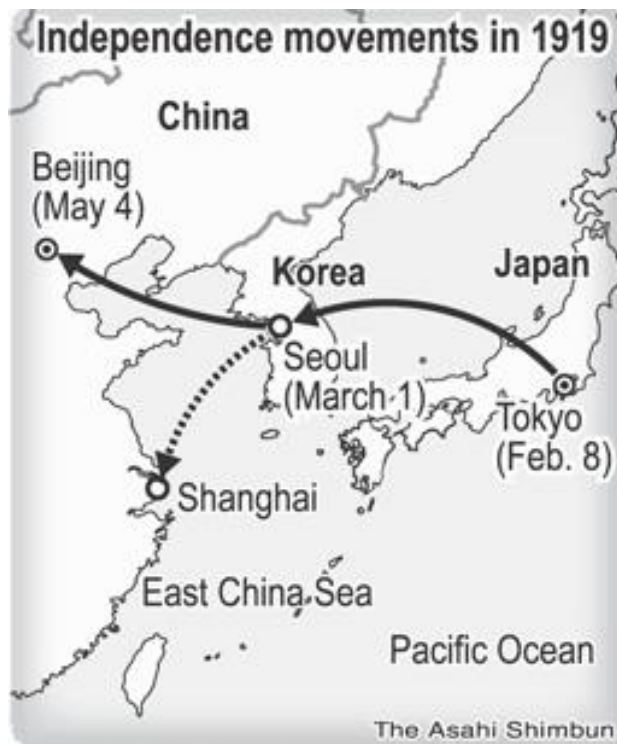 Independence movements in 1919
China
Beijing
(May 4)
Korea
Japan
Seoul
(March 1)
Tokyo
(Feb. 8)
Shanghai
East China Sea
Pacific Ocean
The Asahi Shimbun